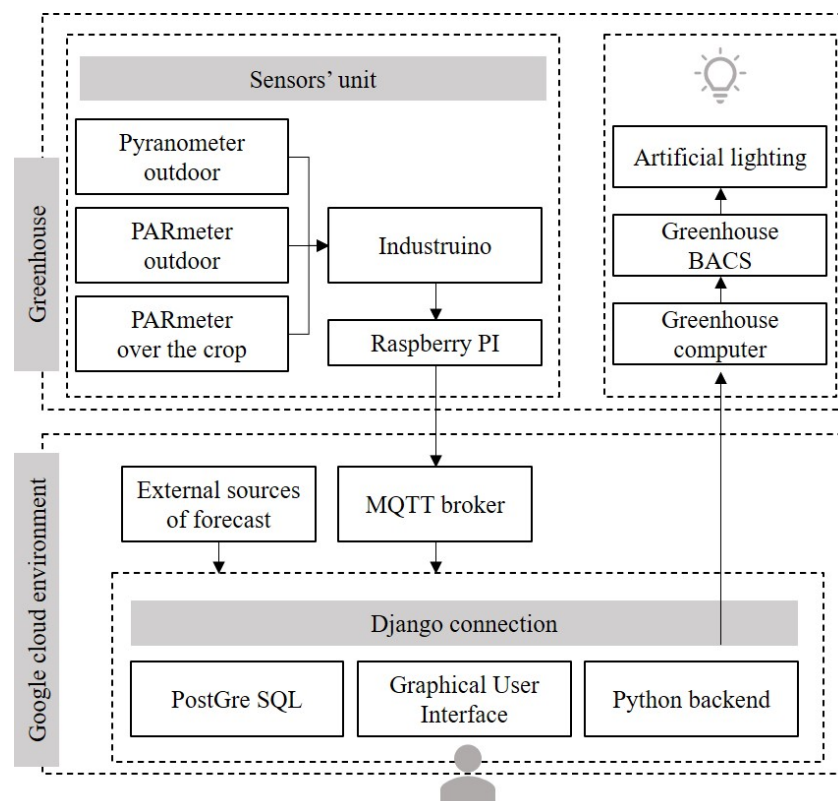 Greenhouse
Sensors’ unit
Pyranometer
outdoor
PARmeter
outdoor
PARmeter
over the crop
Industruino
Raspberry PI
Artificial lighting
Greenhouse
BACS
Greenhouse
computer
Google cloud environment
External sources
of forecast
MQTT broker
Django connection
PostGre SQL
Graphical User
Interface
Python backend